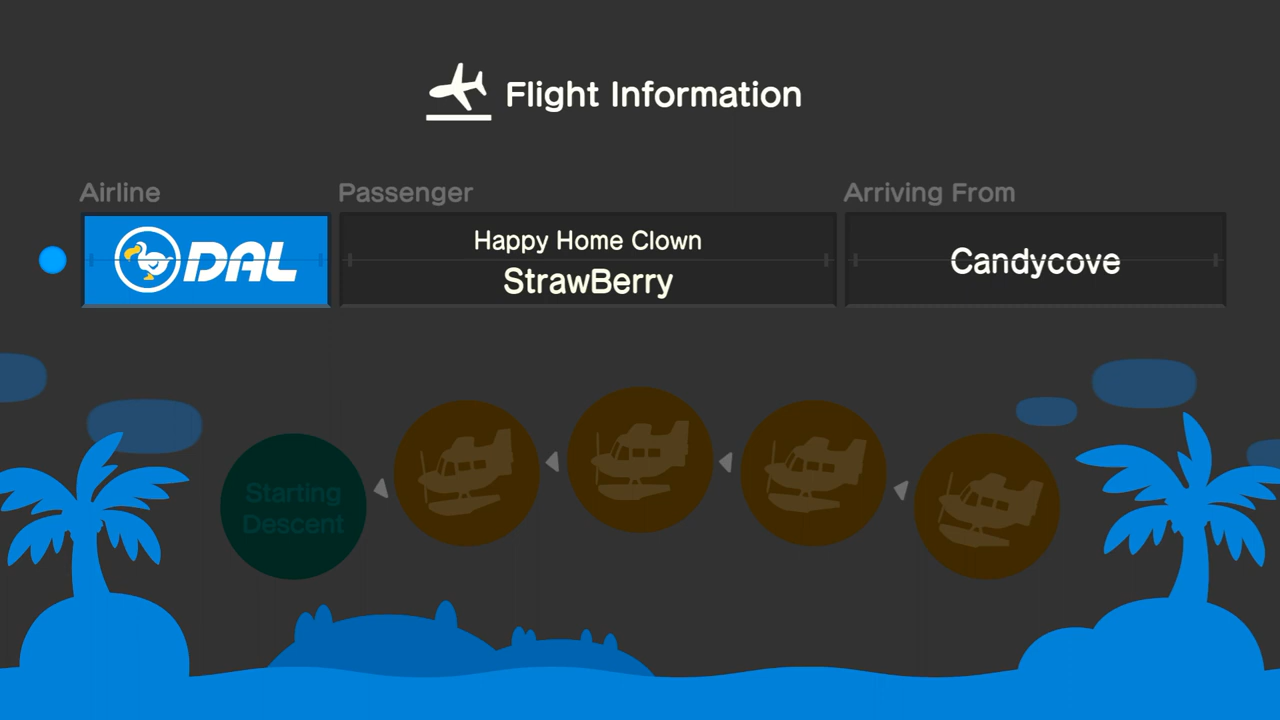 Flight Information
Airline
Passenger
Arriving From
DAL
Happy Home Clown
StrawBerry
Candycove
Starting
Descent